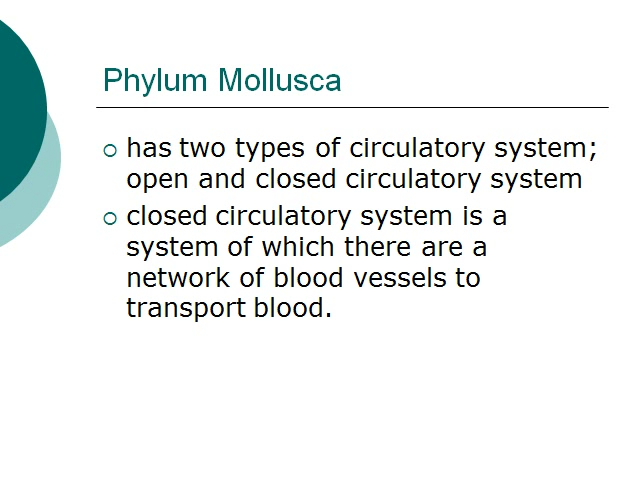 Phylum Mollusca
has two types of circulatory system;
open and closed circulatory system
closed circulatory system is a
system of which there are a
network of blood vessels to
transport blood.